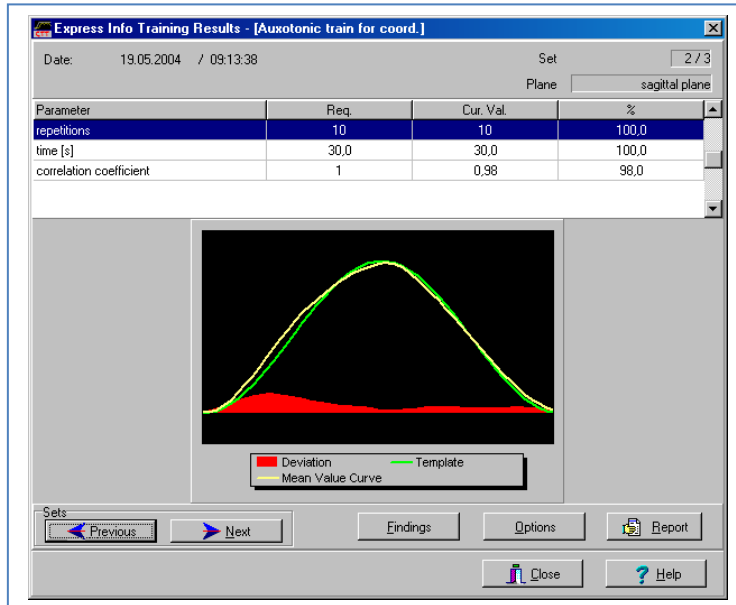 Express Info Training Results - [Auxotonic train for coord.]
Date: 19.05.2004 / 09:13:38 Set 2 / 3
Plane sagittal plane
Parameter Req. Cur. Val. %
repetitions 10 10 100,0
time [s] 30,0 30,0 100,0
correlation coefficient 1 0,98 98,0
Deviation Template
Mean Value Curve
Sets
Previous Next Findings Options Report
Close Help